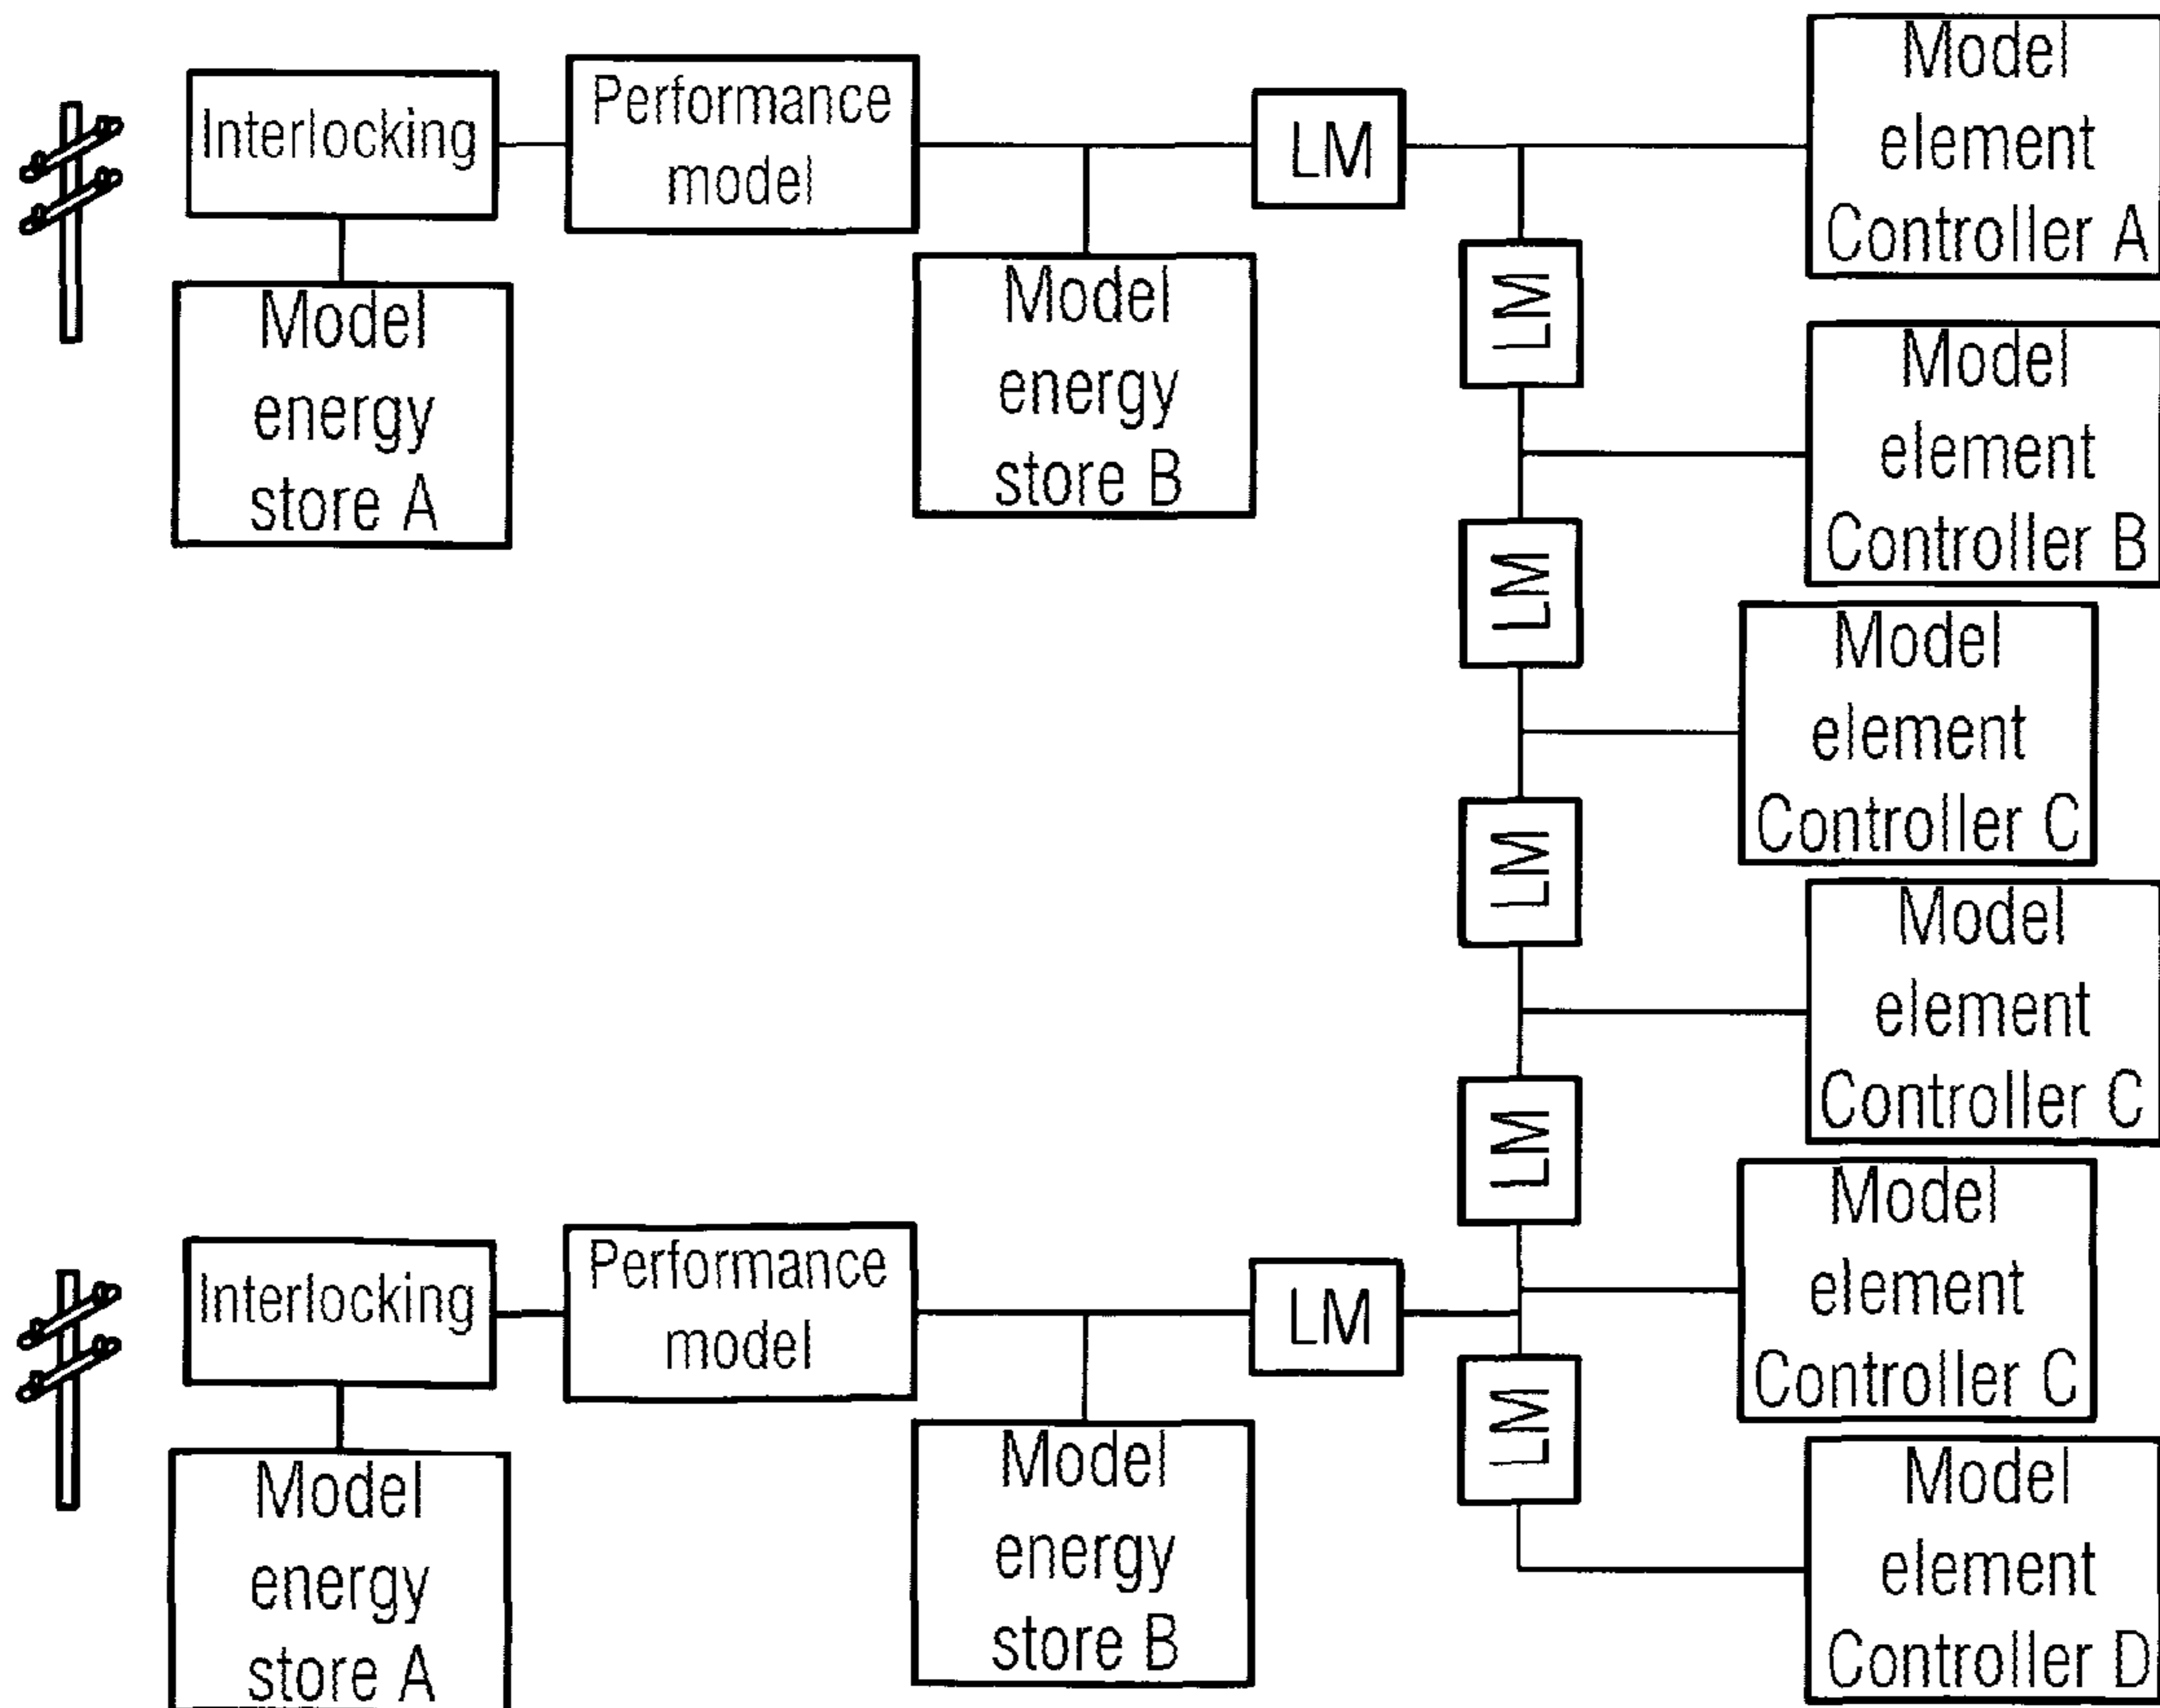 Interlocking
Performance
model
LM
Model
element
Controller A
Model
energy
store A
Model
energy
store B
LM
Model
element
Controller B
LM
Model
element
Controller C
LM
Model
element
Controller C
LM
Model
element
Controller C
Interlocking
Performance
model
LM
Model
energy
store A
Model
energy
store B
LM
Model
element
Controller D